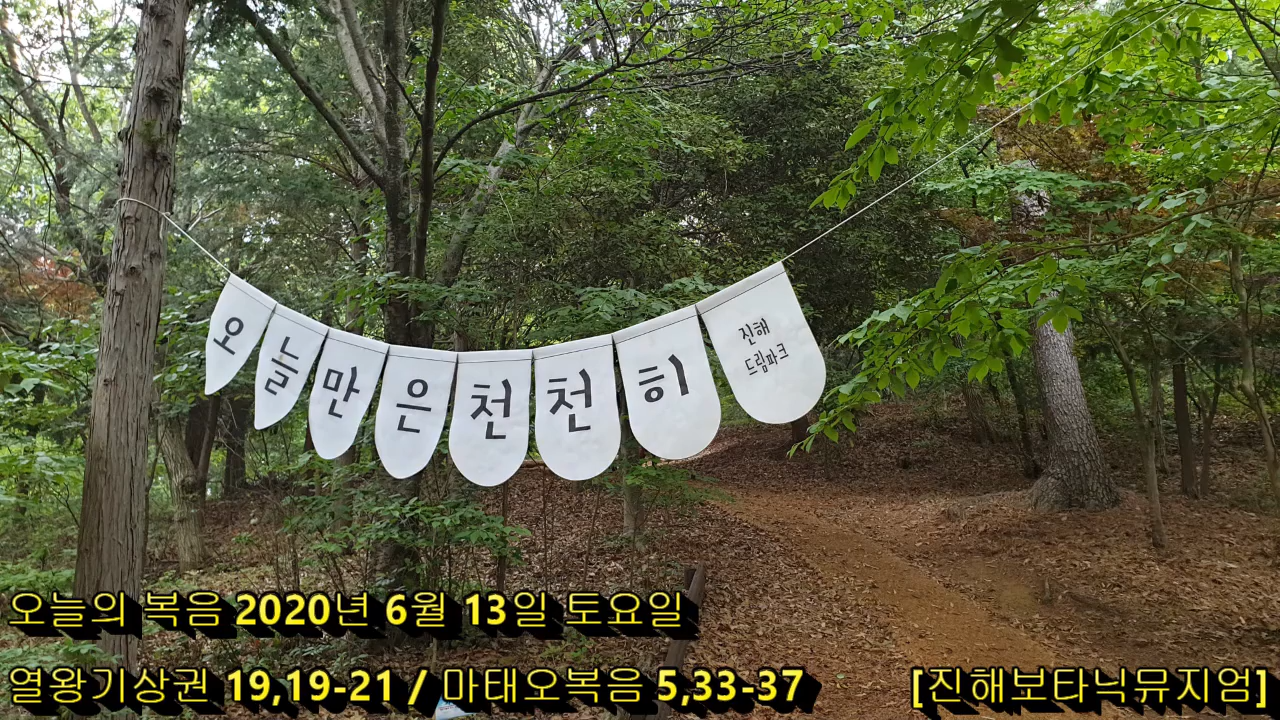 오늘만은천천히
진해
드림파크
오늘의 복음 2020년 6월 13일 토요일
열왕기상권 19,19-21 / 마태오복음 5,33-37
[진해보타닉뮤지엄]